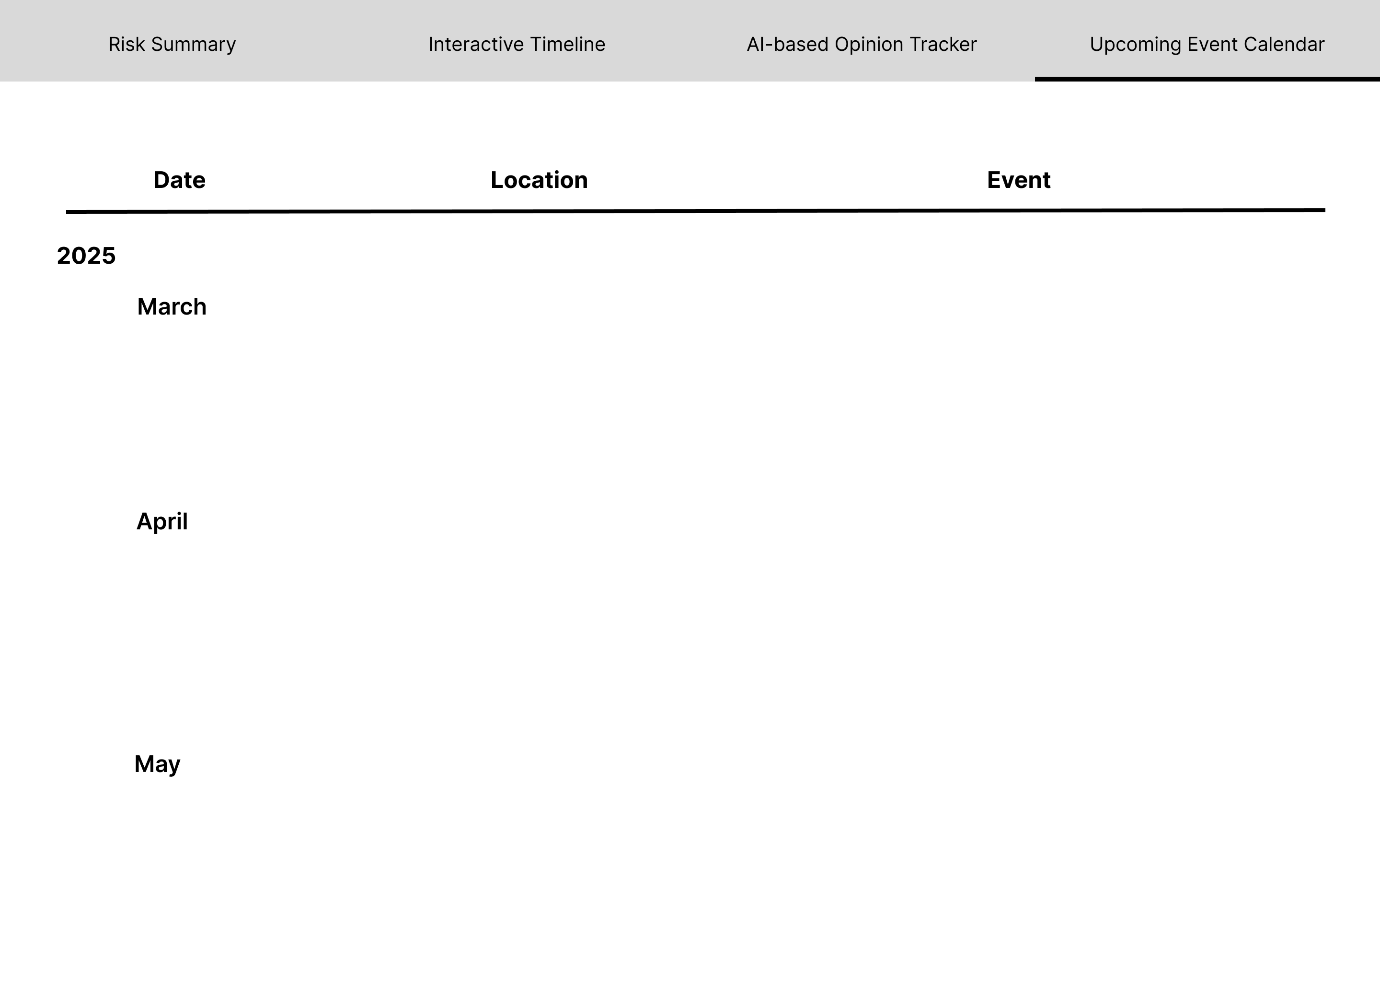 Risk Summary Interactive Timeline AI-based Opinion Tracker Upcoming Event Calendar
Date Location Event
2025
March
April
May